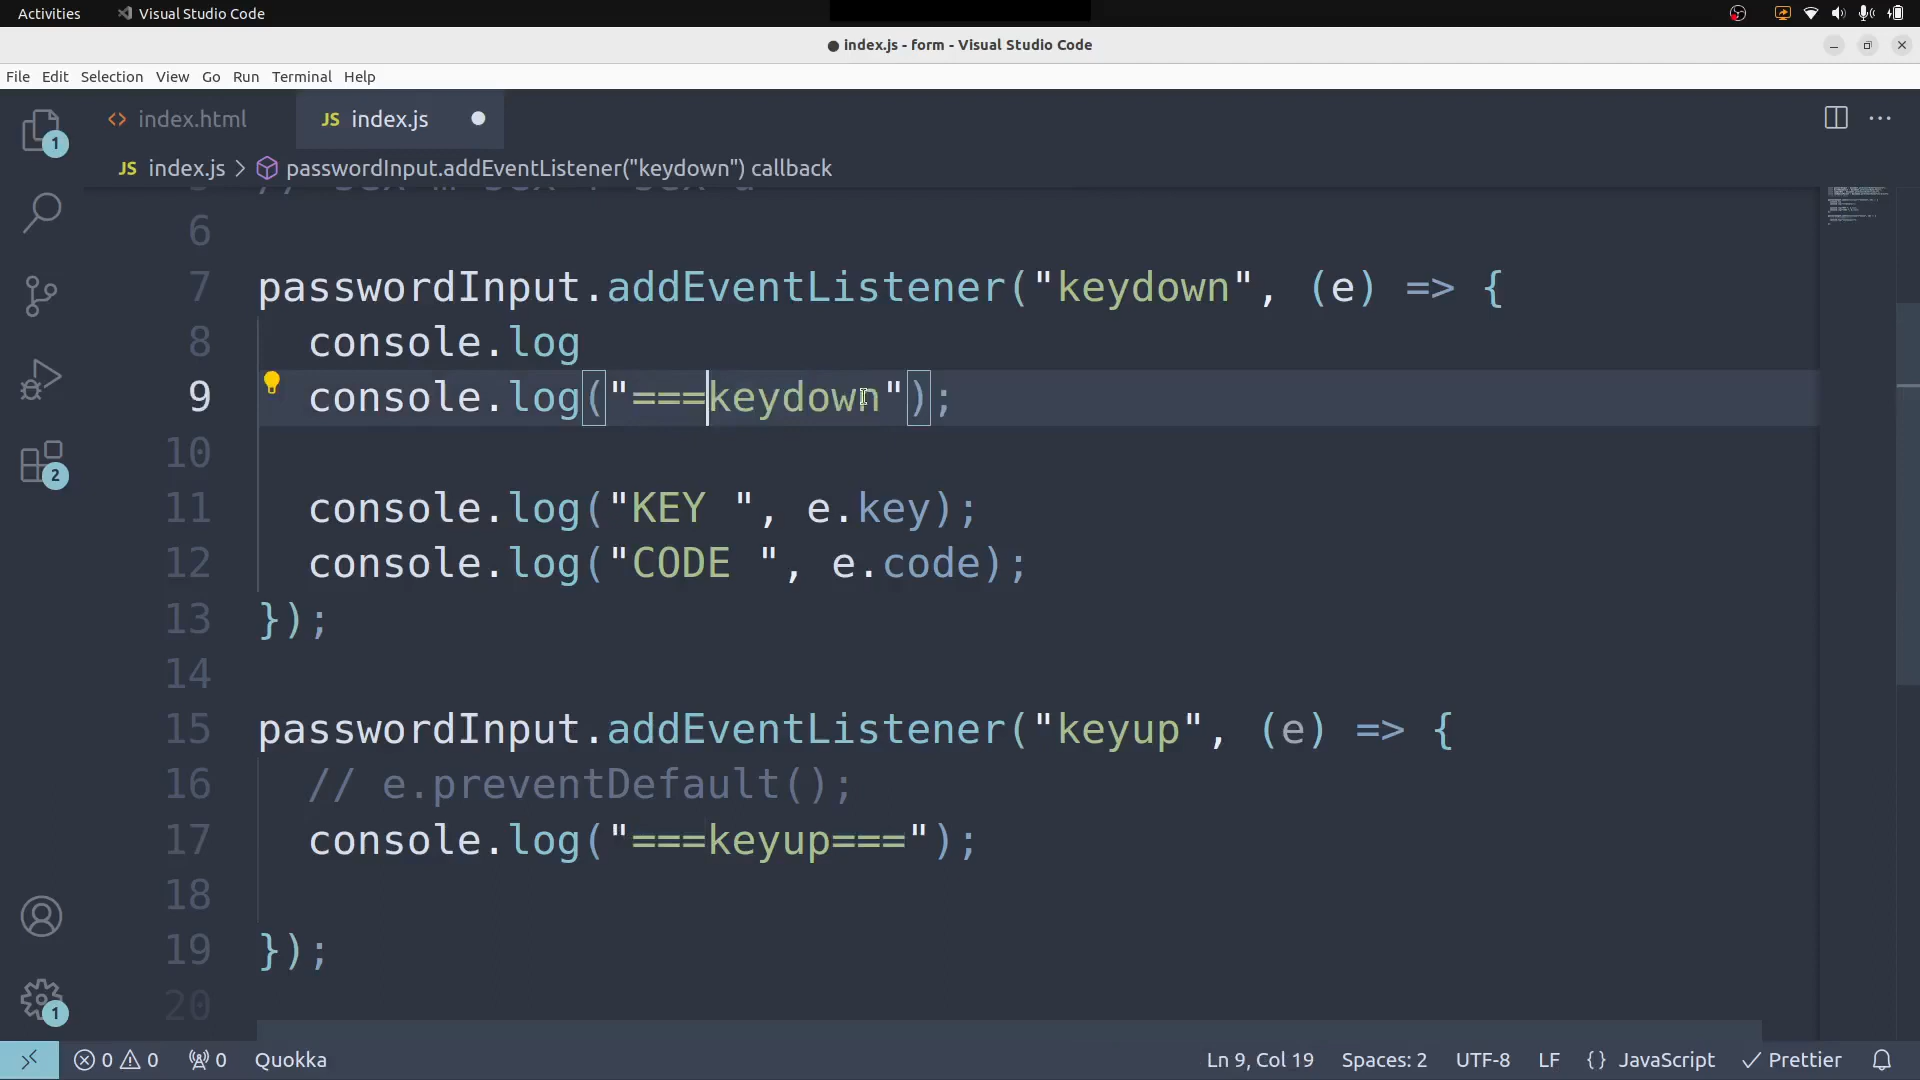 Activities Visual Studio Code
● index.js - form - Visual Studio Code
File Edit Selection View Go Run Terminal Help
index.html
JS index.js
JS index.js > passwordInput.addEventListener("keydown") callback
1
2
1
6
7 passwordInput.addEventListener("keydown", (e) => {
8 console.log
9 console.log("===keydown");
10
11 console.log("KEY ", e.key);
12 console.log("CODE ", e.code);
13 });
14
15 passwordInput.addEventListener("keyup", (e) => {
16 // e.preventDefault();
17 console.log("===keyup===");
18
19 });
20
0 0 0 Quokka Ln 9, Col 19 Spaces: 2 UTF-8 LF {} JavaScript Prettier